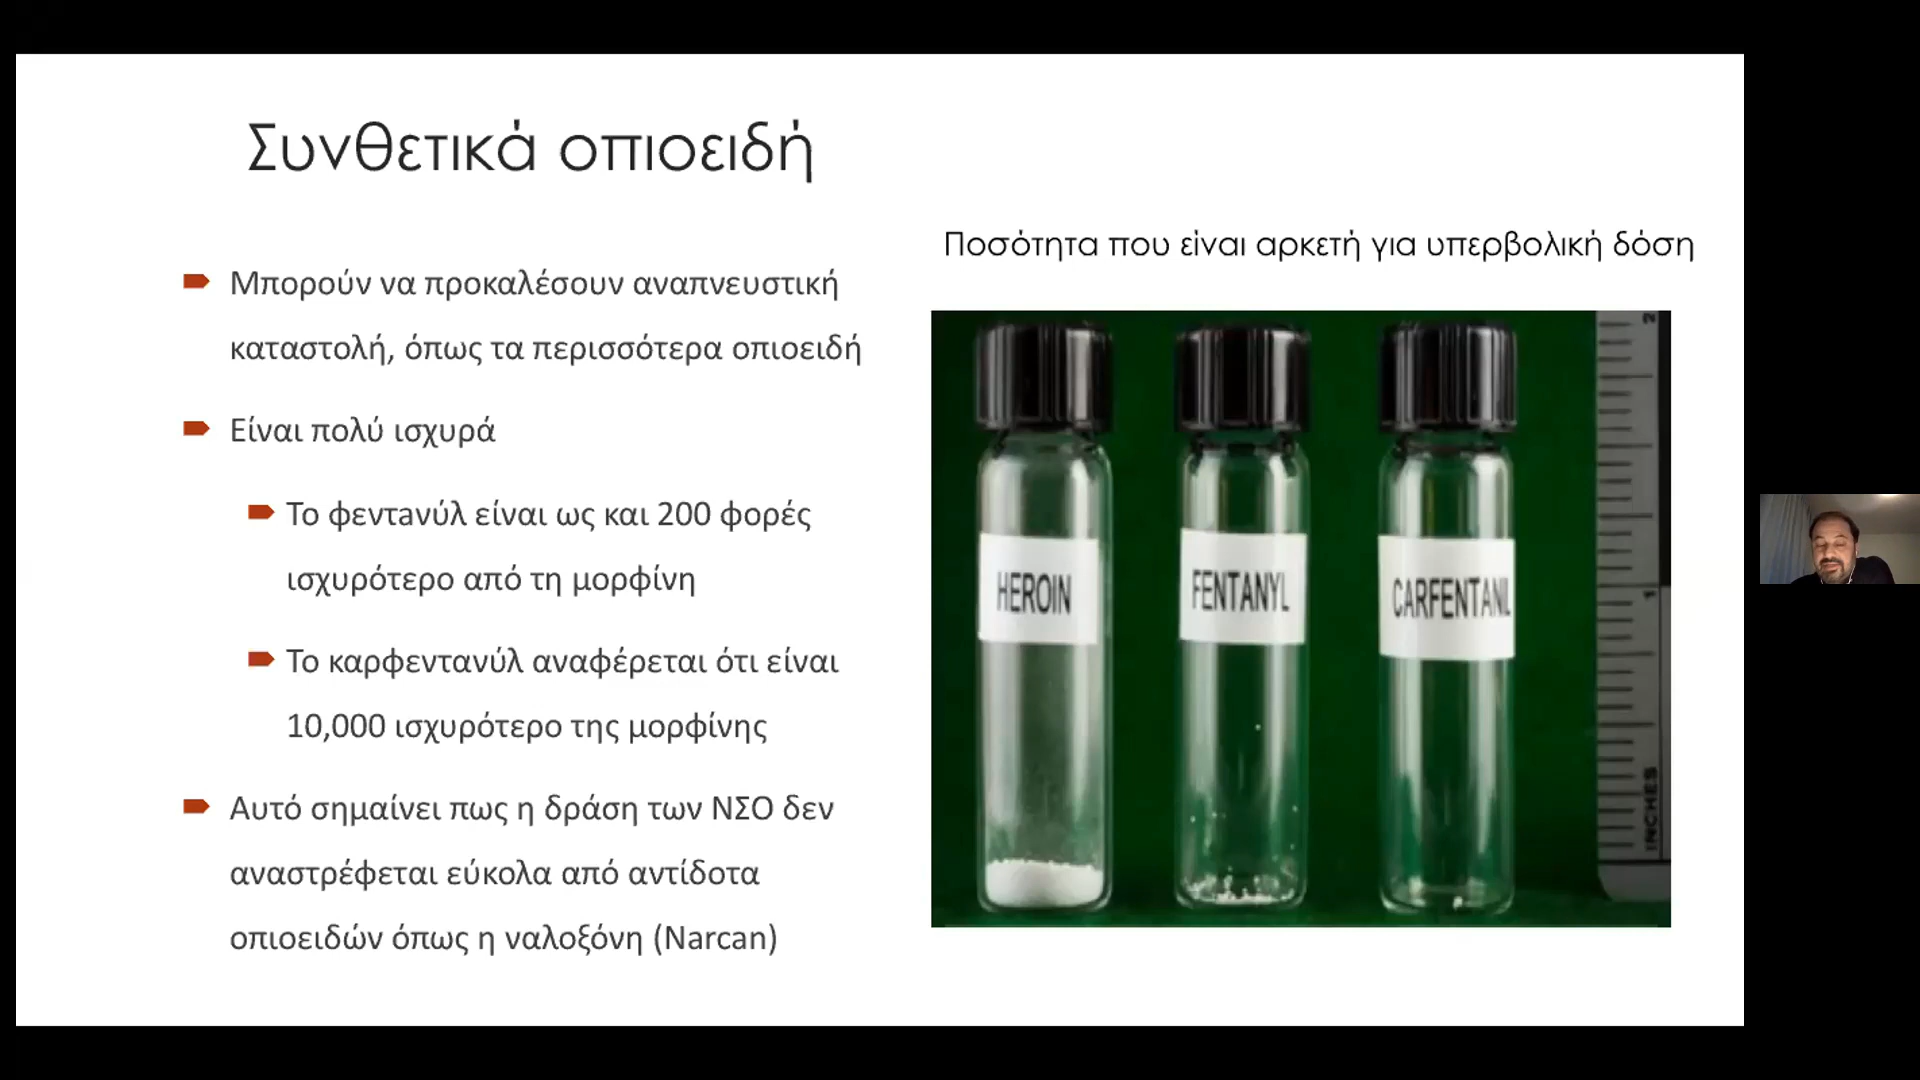 Συνθετικά οπιοειδή
Μπορούν να προκαλέσουν αναπνευστική
καταστολή, όπως τα περισσότερα οπιοειδή
Είναι πολύ ισχυρά
Το φεντανύλ είναι ως και 200 φορές
ισχυρότερο από τη μορφίνη
Το καρφεντανύλ αναφέρεται ότι είναι
10,000 ισχυρότερο της μορφίνης
Αυτό σημαίνει πως η δράση των ΝΣΟ δεν
αναστρέφεται εύκολα από αντίδοτα
οπιοειδών όπως η ναλοξόνη (Narcan)
Ποσότητα που είναι αρκετή για υπερβολική δόση
HEROIN
FENTANYL
CARFENTANIL
2
1
INCHES